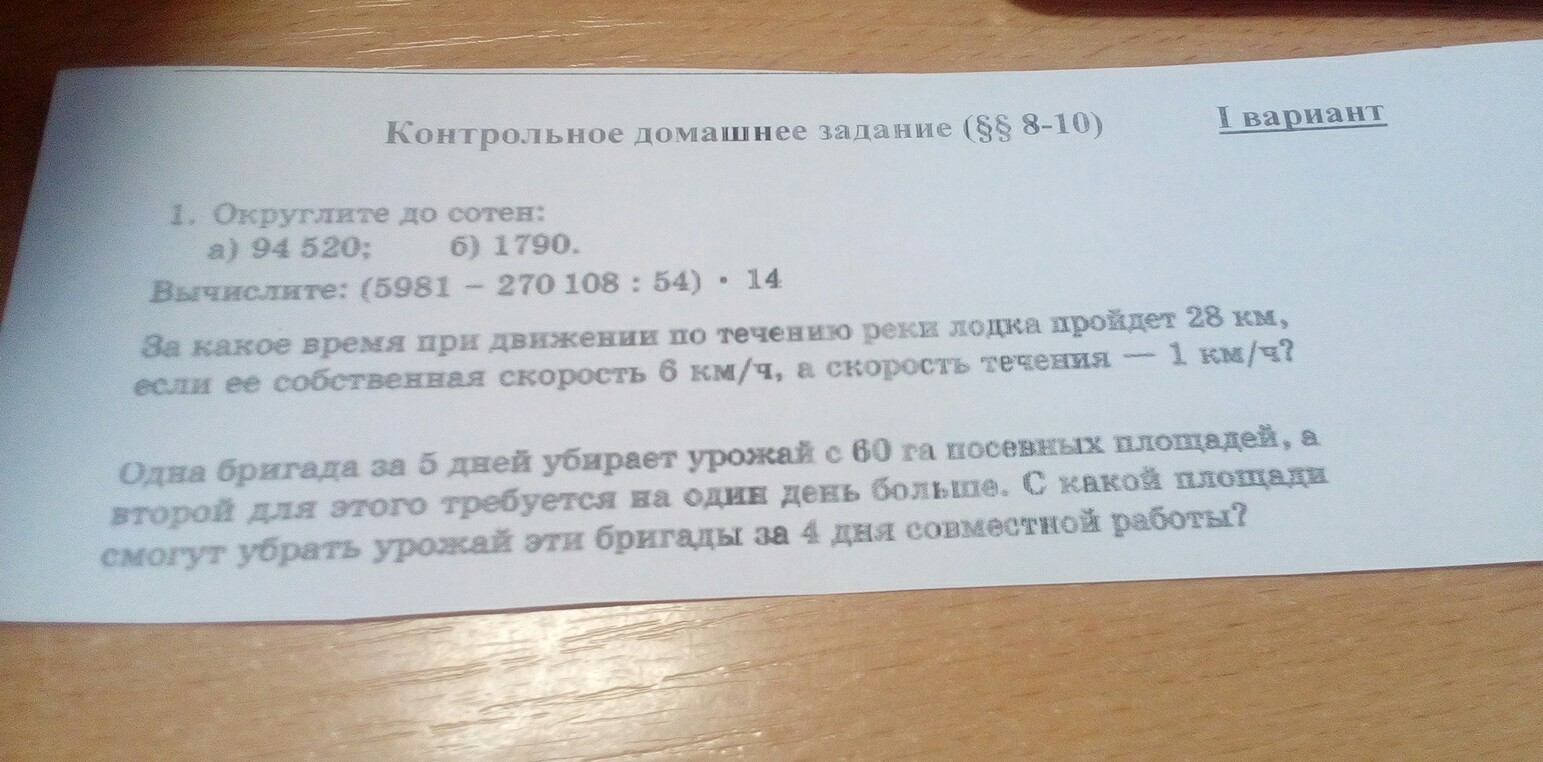 Контрольное домашнее задание (§§ 8-10) I вариант
1. Округлите до сотен:
а) 94 520; б) 1790.
Вычислите: (5981 − 270 108 : 54) · 14
За какое время при движении по течению реки лодка пройдет 28 км,
если ее собственная скорость 6 км/ч, а скорость течения — 1 км/ч?
Одна бригада за 5 дней убирает урожай с 60 га посевных площадей, а
второй для этого требуется на один день больше. С какой площади
смогут убрать урожай эти бригады за 4 дня совместной работы?